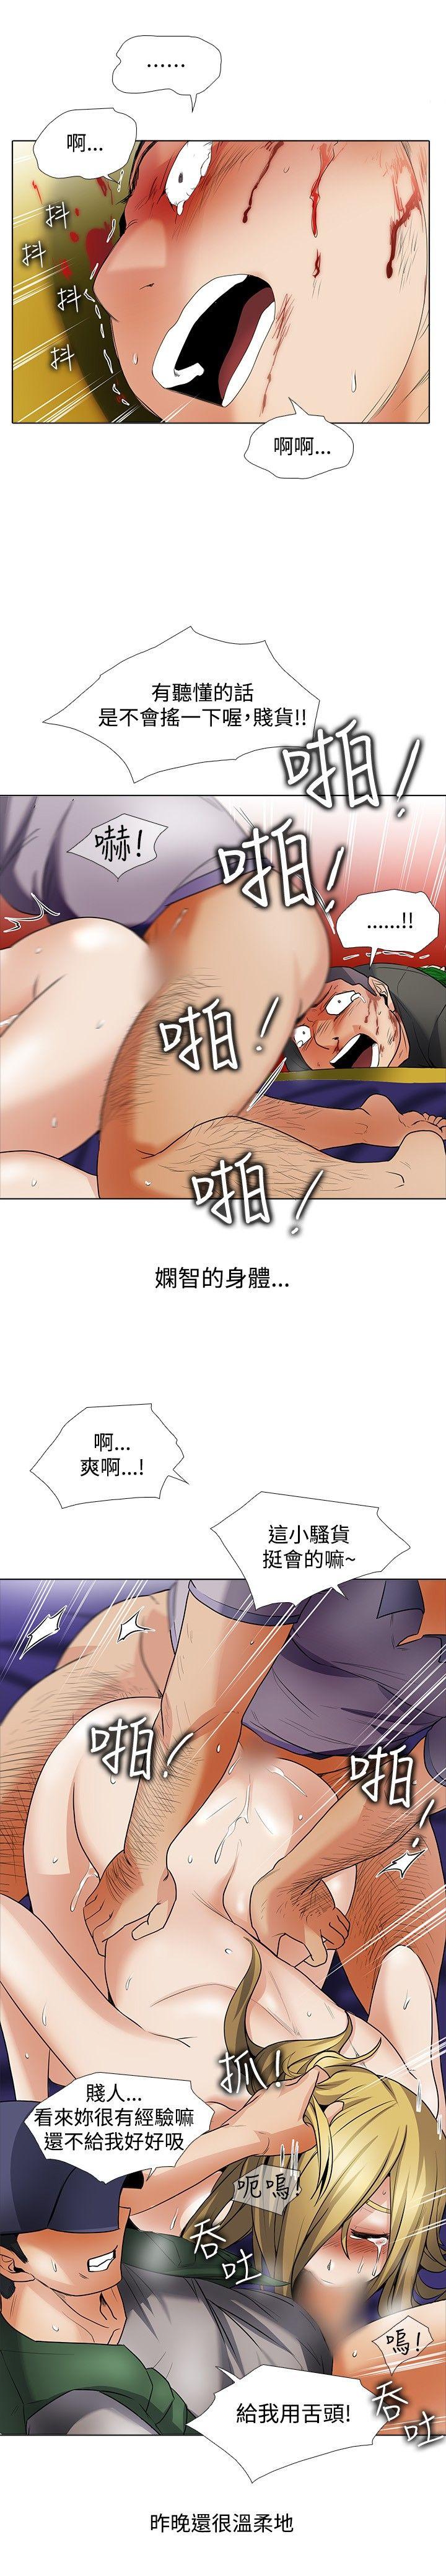 ……
啊…
抖
抖
抖
抖
啊啊…
有聽懂的話
是不會搖一下喔，賤貨!!
啪!
嚇!
啪!
……!!
啪!
啪!
嫻智的身體…
啊…
爽啊…!
這小騷貨
挺會的嘛~
啪!
啪!
抓!
賤人…
看來妳很有經驗嘛
還不給我好好吸
呃嗚!
吞
吐
嗚!
給我用舌頭!
吞
吐
昨晚還很溫柔地